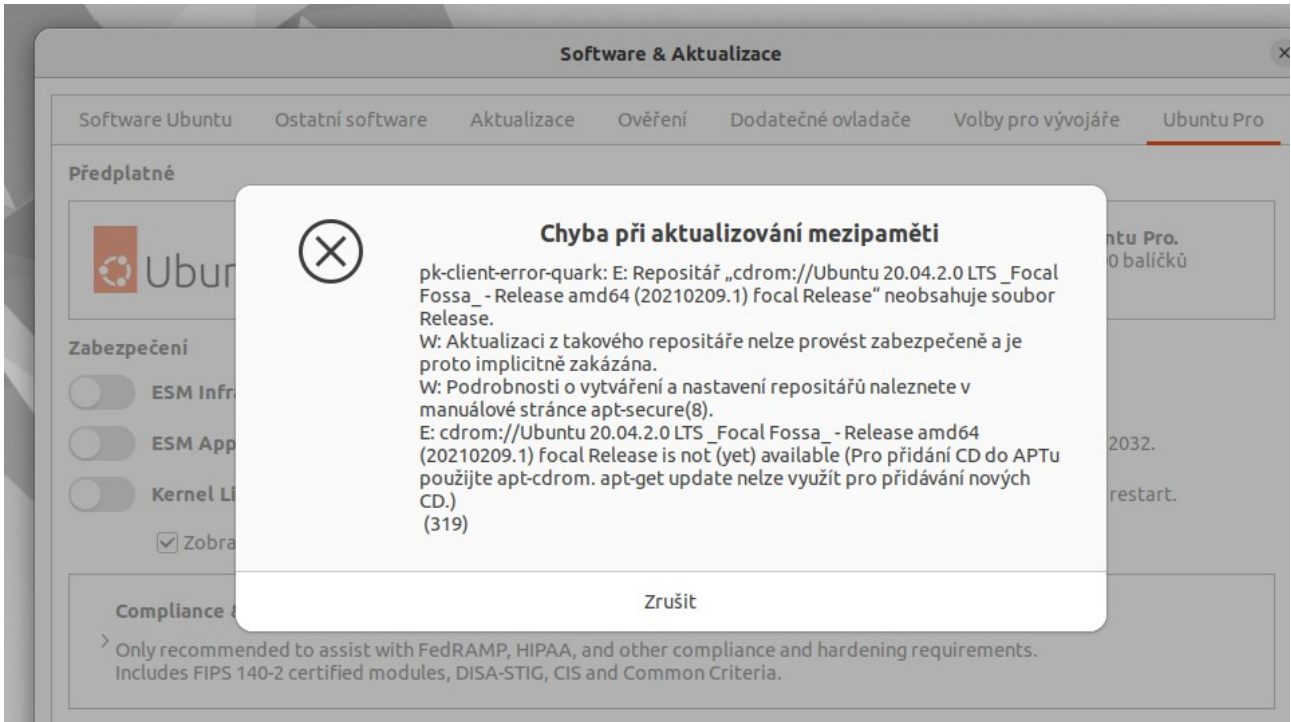 Software & Aktualizace
Software Ubuntu Ostatní software Aktualizace Ověření Dodatečné ovladače Volby pro vývojáře Ubuntu Pro
Předplatné
Chyba při aktualizování mezipaměti
pk-client-error-quark: E: Repositář „cdrom://Ubuntu 20.04.2.0 LTS _Focal
Fossa_ - Release amd64 (20210209.1) focal Release“ neobsahuje soubor
Release.
W: Aktualizaci z takového repositáře nelze provést zabezpečeně a je
proto implicitně zakázána.
W: Podrobnosti o vytváření a nastavení repositářů naleznete v
manuálové stránce apt-secure(8).
E: cdrom://Ubuntu 20.04.2.0 LTS _Focal Fossa_ - Release amd64
(20210209.1) focal Release is not (yet) available (Pro přidání CD do APTu
použijte apt-cdrom. apt-get update nelze využít pro přidávání nových
CD.)
(319)
Zrušit
Pro.
balíčků
Zabezpečení
ESM
ESM 2032.
Kernel restart.
Compliance
Only recommended to assist with FedRAMP, HIPAA, and other compliance and hardening requirements.
Includes FIPS 140-2 certified modules, DISA-STIG, CIS and Common Criteria.